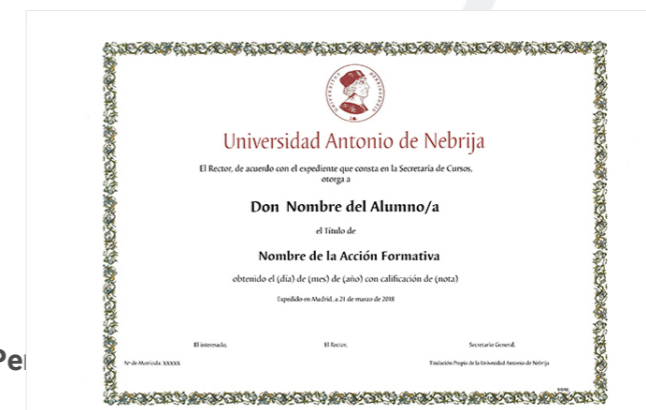 Universidad Antonio de Nebrija
El Rector, de acuerdo con el expediente que consta en la Secretaría de Cursos,
otorga a
Don Nombre del Alumno/a
el Título de
Nombre de la Acción Formativa
obtenido el (día) de (mes) de (año) con calificación de (nota)
Expedido en Madrid, a 21 de marzo de 2018
El interesado, El Rector, Secretario General,
Nº de Matrícula: XXXXX Titulación Propia de la Universidad Antonio de Nebrija
Per